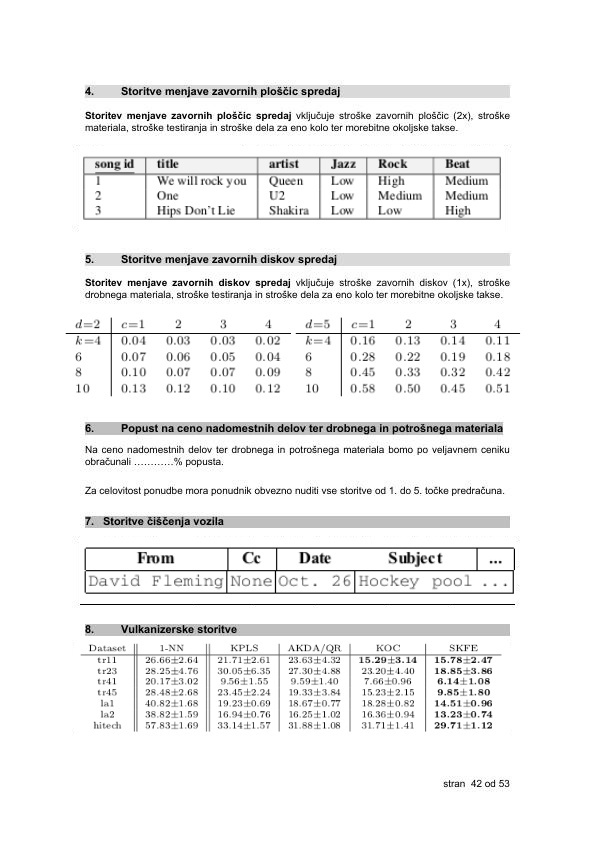 4. Storitve menjave zavornih ploščic spredaj
Storitev menjave zavornih ploščic spredaj vključuje stroške zavornih ploščic (2x), stroške
materiala, stroške testiranja in stroške dela za eno kolo ter morebitne okoljske takse.
song id title artist Jazz Rock Beat
1 We will rock you Queen Low High Medium
2 One U2 Low Medium Medium
3 Hips Don't Lie Shakira Low Low High
5. Storitve menjave zavornih diskov spredaj
Storitev menjave zavornih diskov spredaj vključuje stroške zavornih diskov (1x), stroške
drobnega materiala, stroške testiranja in stroške dela za eno kolo ter morebitne okoljske takse.
d=2 c=1 2 3 4 d=5 c=1 2 3 4
k=4 0.04 0.03 0.03 0.02 k=4 0.16 0.13 0.14 0.11
6 0.07 0.06 0.05 0.04 6 0.28 0.22 0.19 0.18
8 0.10 0.07 0.07 0.09 8 0.45 0.33 0.32 0.42
10 0.13 0.12 0.10 0.12 10 0.58 0.50 0.45 0.51
6. Popust na ceno nadomestnih delov ter drobnega in potrošnega materiala
Na ceno nadomestnih delov ter drobnega in potrošnega materiala bomo po veljavnem ceniku
obračunali …………% popusta.
Za celovitost ponudbe mora ponudnik obvezno nuditi vse storitve od 1. do 5. točke predračuna.
7. Storitve čiščenja vozila
From Cc Date Subject ...
David Fleming None Oct. 26 Hockey pool ...
8. Vulkanizerske storitve
Dataset 1-NN KPLS AKDA/QR KOC SKFE
tr11 26.66±2.64 21.71±2.61 23.63±4.32 15.29±3.14 15.78±2.47
tr23 28.25±4.76 30.05±6.35 27.30±4.88 23.20±4.40 18.85±3.86
tr41 20.17±3.02 9.56±1.55 9.59±1.40 7.66±0.96 6.14±1.08
tr45 28.48±2.68 23.45±2.24 19.33±3.84 15.23±2.15 9.85±1.80
la1 40.82±1.68 19.23±0.69 18.67±0.77 18.28±0.82 14.51±0.96
la2 38.82±1.59 16.94±0.76 16.25±1.02 16.36±0.94 13.23±0.74
hitech 57.83±1.69 33.14±1.57 31.88±1.08 31.71±1.41 29.71±1.12
stran 42 od 53